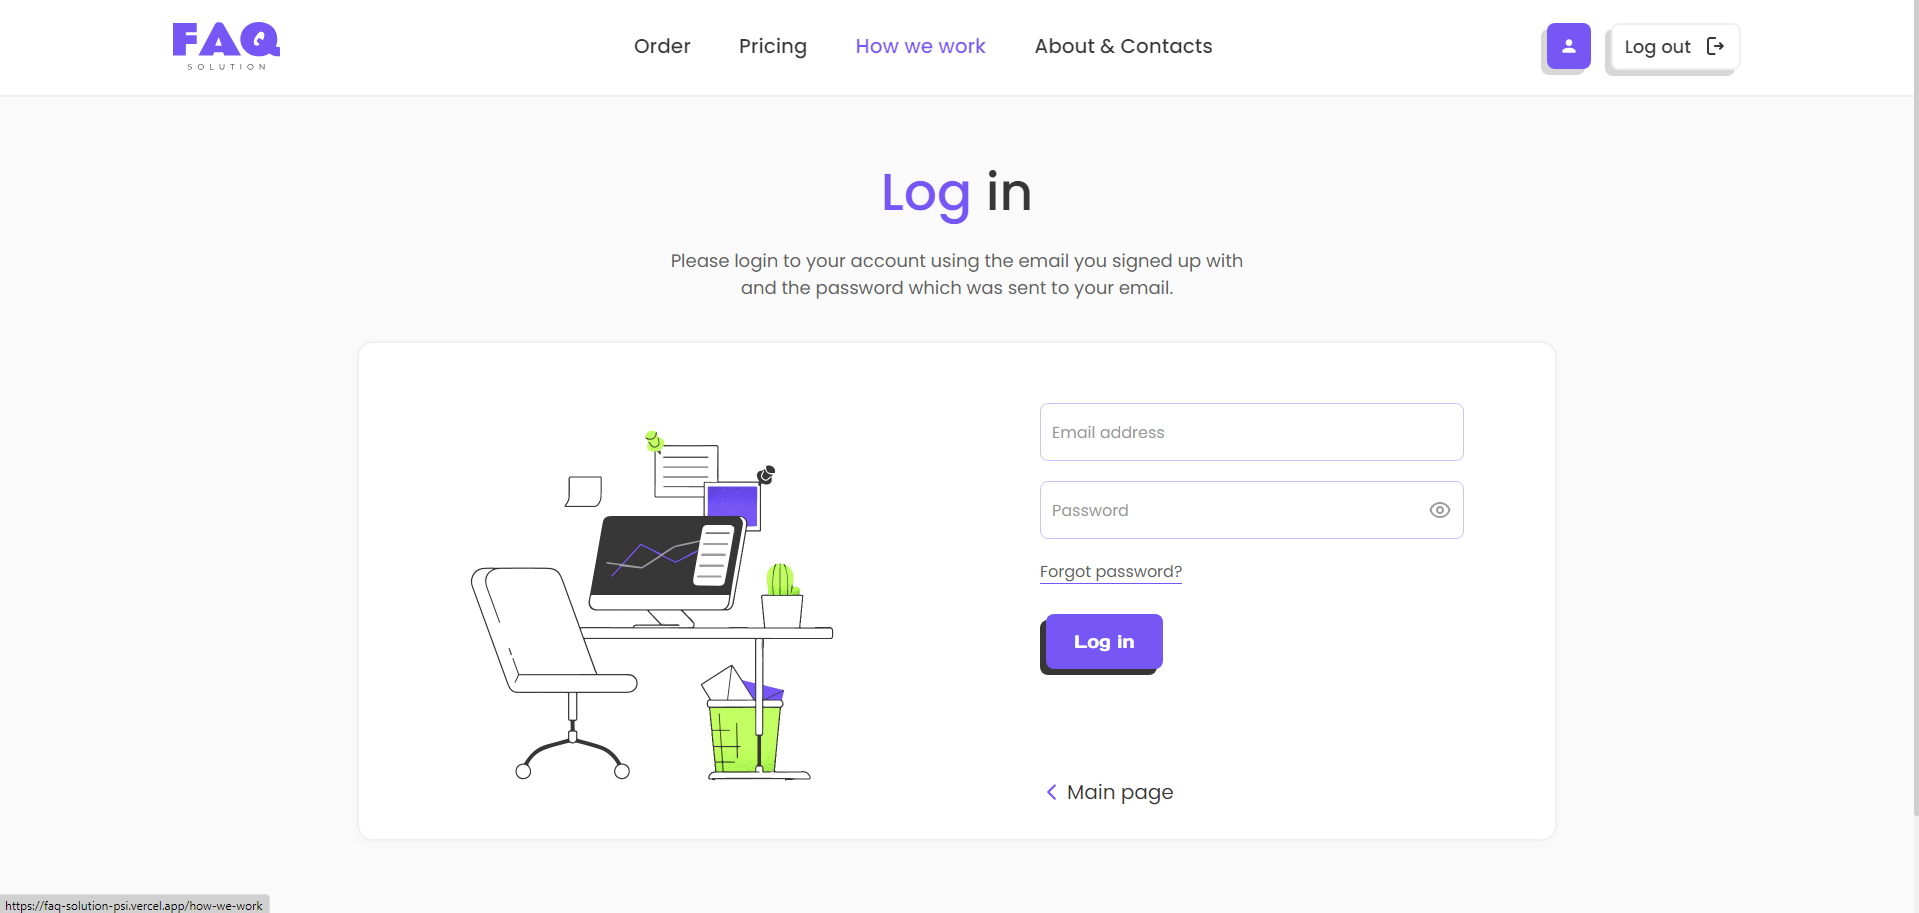 FAQ
SOLUTION
Order
Pricing
How we work
About & Contacts
Log out
Log in
Please login to your account using the email you signed up with
and the password which was sent to your email.
Email address
Password
Forgot password?
Log in
Main page
https://faq-solution-psi.vercel.app/how-we-work